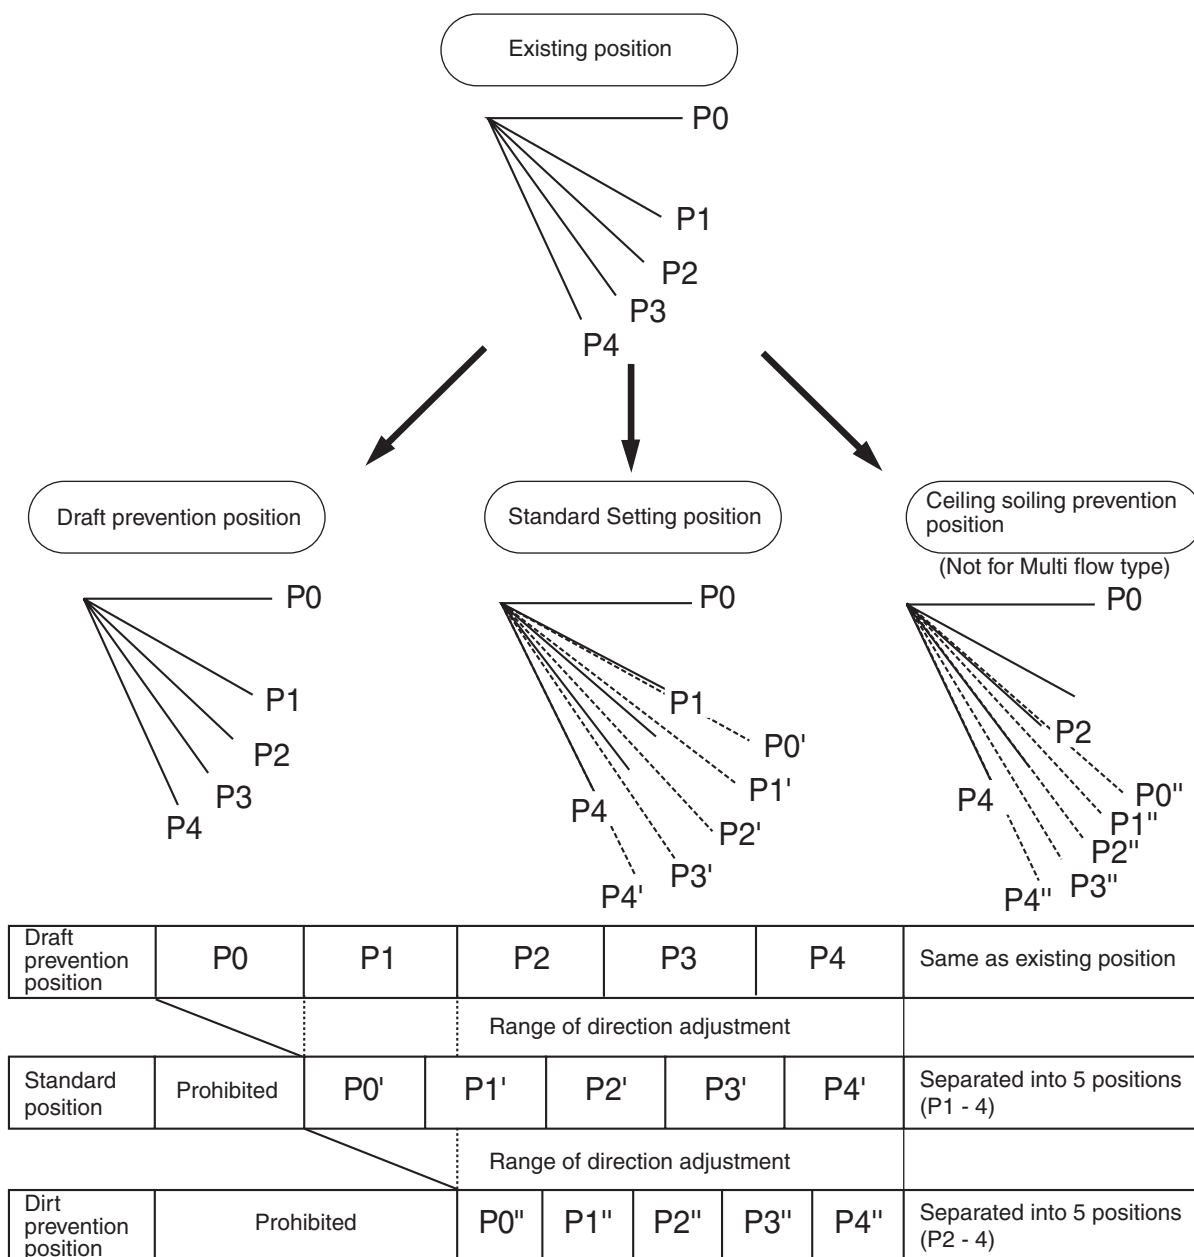 Existing position
P0
P1
P2
P3
P4
Draft prevention position
Standard Setting position
Ceiling soiling prevention
position
(Not for Multi flow type)
P0
P1
P2
P3
P4
P0
P1
P0'
P1'
P2'
P3'
P4
P4'
P0
P2
P0"
P1"
P2"
P3"
P4
P4"
Draft
prevention
position
P0
P1
P2
P3
P4
Same as existing position
Range of direction adjustment
Standard
position
Prohibited
P0'
P1'
P2'
P3'
P4'
Separated into 5 positions
(P1 - 4)
Range of direction adjustment
Dirt
prevention
position
Prohibited
P0"
P1"
P2"
P3"
P4"
Separated into 5 positions
(P2 - 4)